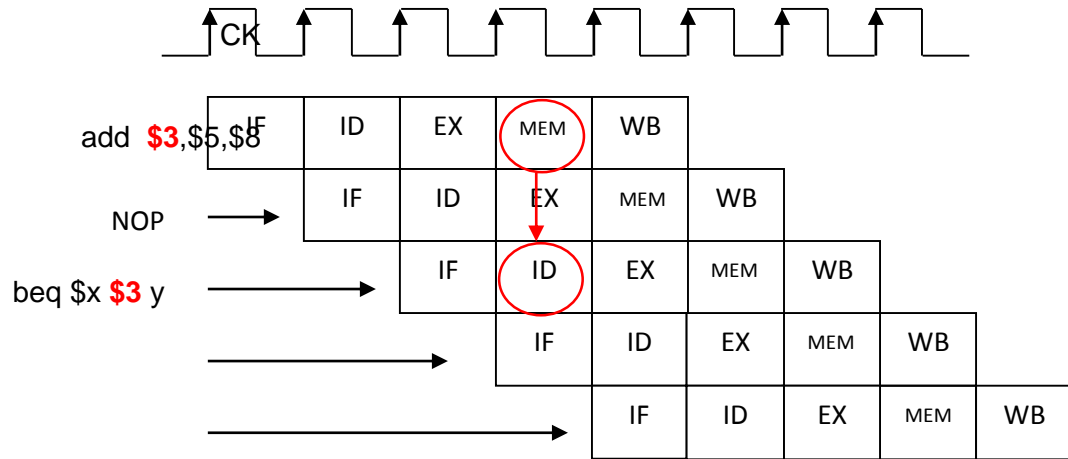 CK
add $3,$5,$8 IF ID EX MEM WB
NOP IF ID EX MEM WB
beq $x $3 y IF ID EX MEM WB
IF ID EX MEM WB
IF ID EX MEM WB